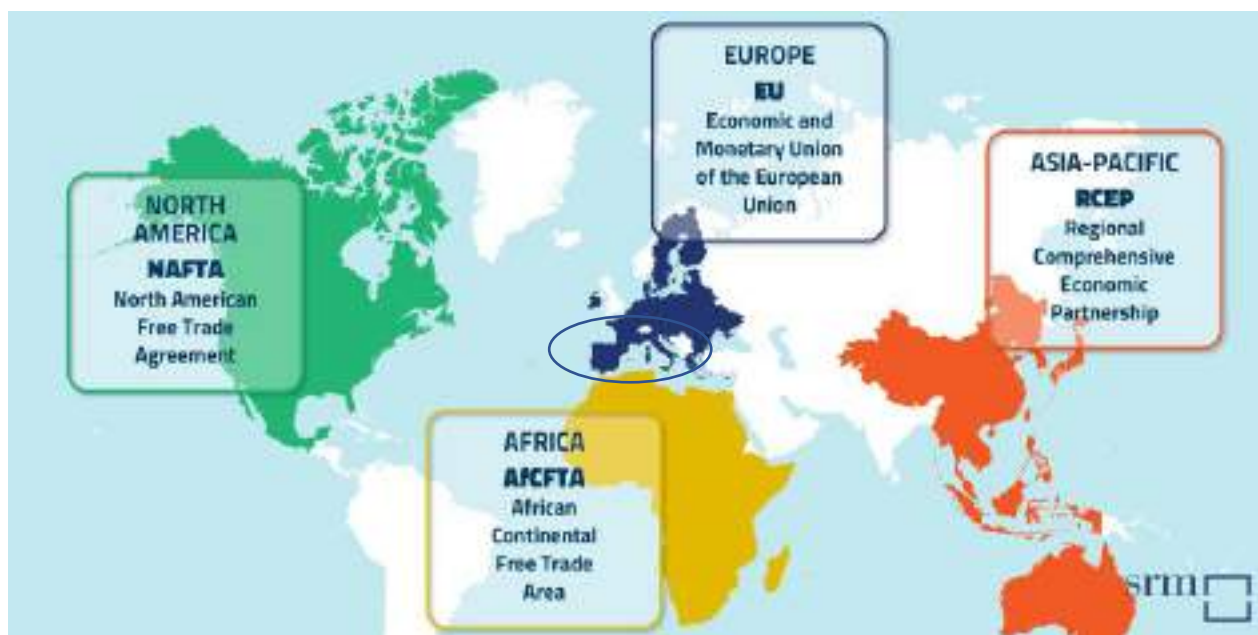 NORTH
AMERICA
NAFTA
North American
Free Trade
Agreement
EUROPE
EU
Economic and
Monetary Union
of the European
Union
ASIA-PACIFIC
RCEP
Regional
Comprehensive
Economic
Partnership
AFRICA
AfCFTA
African
Continental
Free Trade
Area
srm